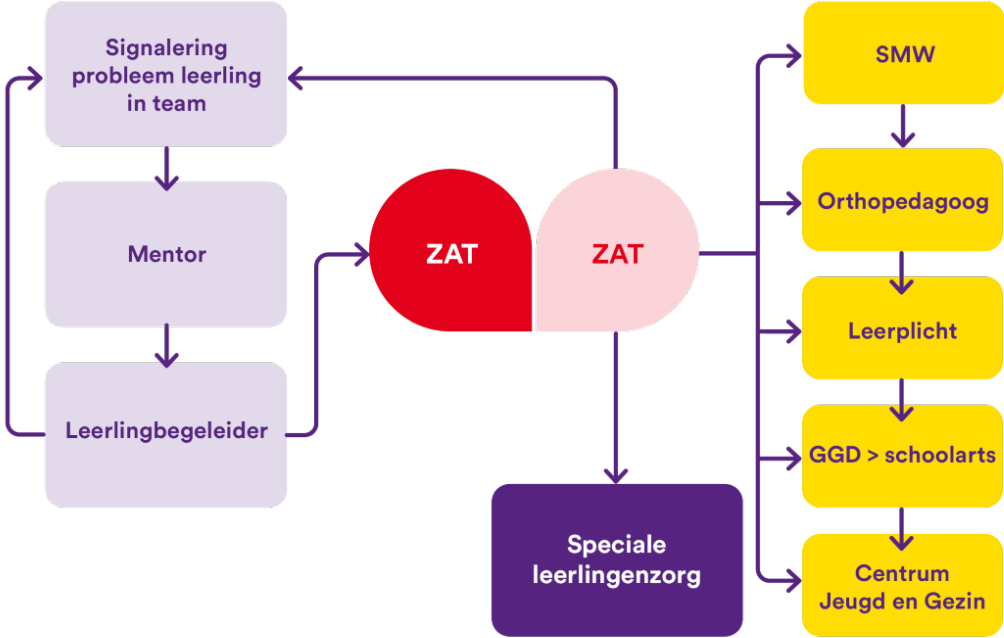 Signalering
probleem leerling
in team
Mentor
Leerlingbegeleider
ZAT
ZAT
Speciale
leerlingenzorg
SMW
Orthopedagoog
Leerplicht
GGD > schoolarts
Centrum
Jeugd en Gezin